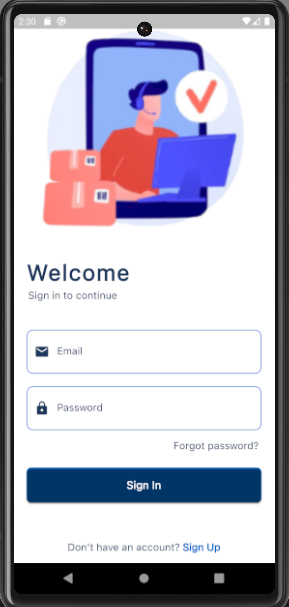 2:30
Welcome
Sign in to continue
Email
Password
Forgot password?
Sign In
Don't have an account? Sign Up